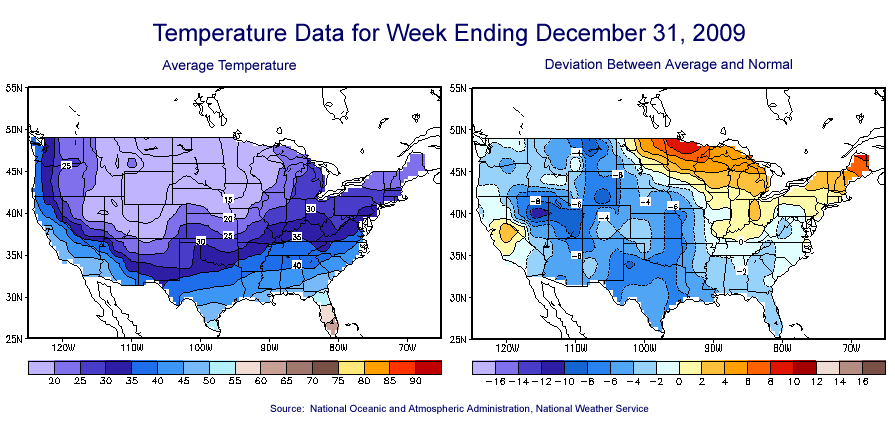 Temperature Data for Week Ending December 31, 2009
Average Temperature
Deviation Between Average and Normal
55N
50N
45N
40N
35N
30N
25N
25
15
20
25
30
30
35
40
120W 110W 100W 90W 80W 70W
20 25 30 35 40 45 50 55 60 65 70 75 80 85 90
55N
50N
45N
40N
35N
30N
25N
-4
-8
-8
-6
-4
-6
-4
0
-8
-2
120W 110W 100W 90W 80W 70W
-16 -14 -12 -10 -8 -6 -4 -2 0 2 4 6 8 10 12 14 16
Source: National Oceanic and Atmospheric Administration, National Weather Service